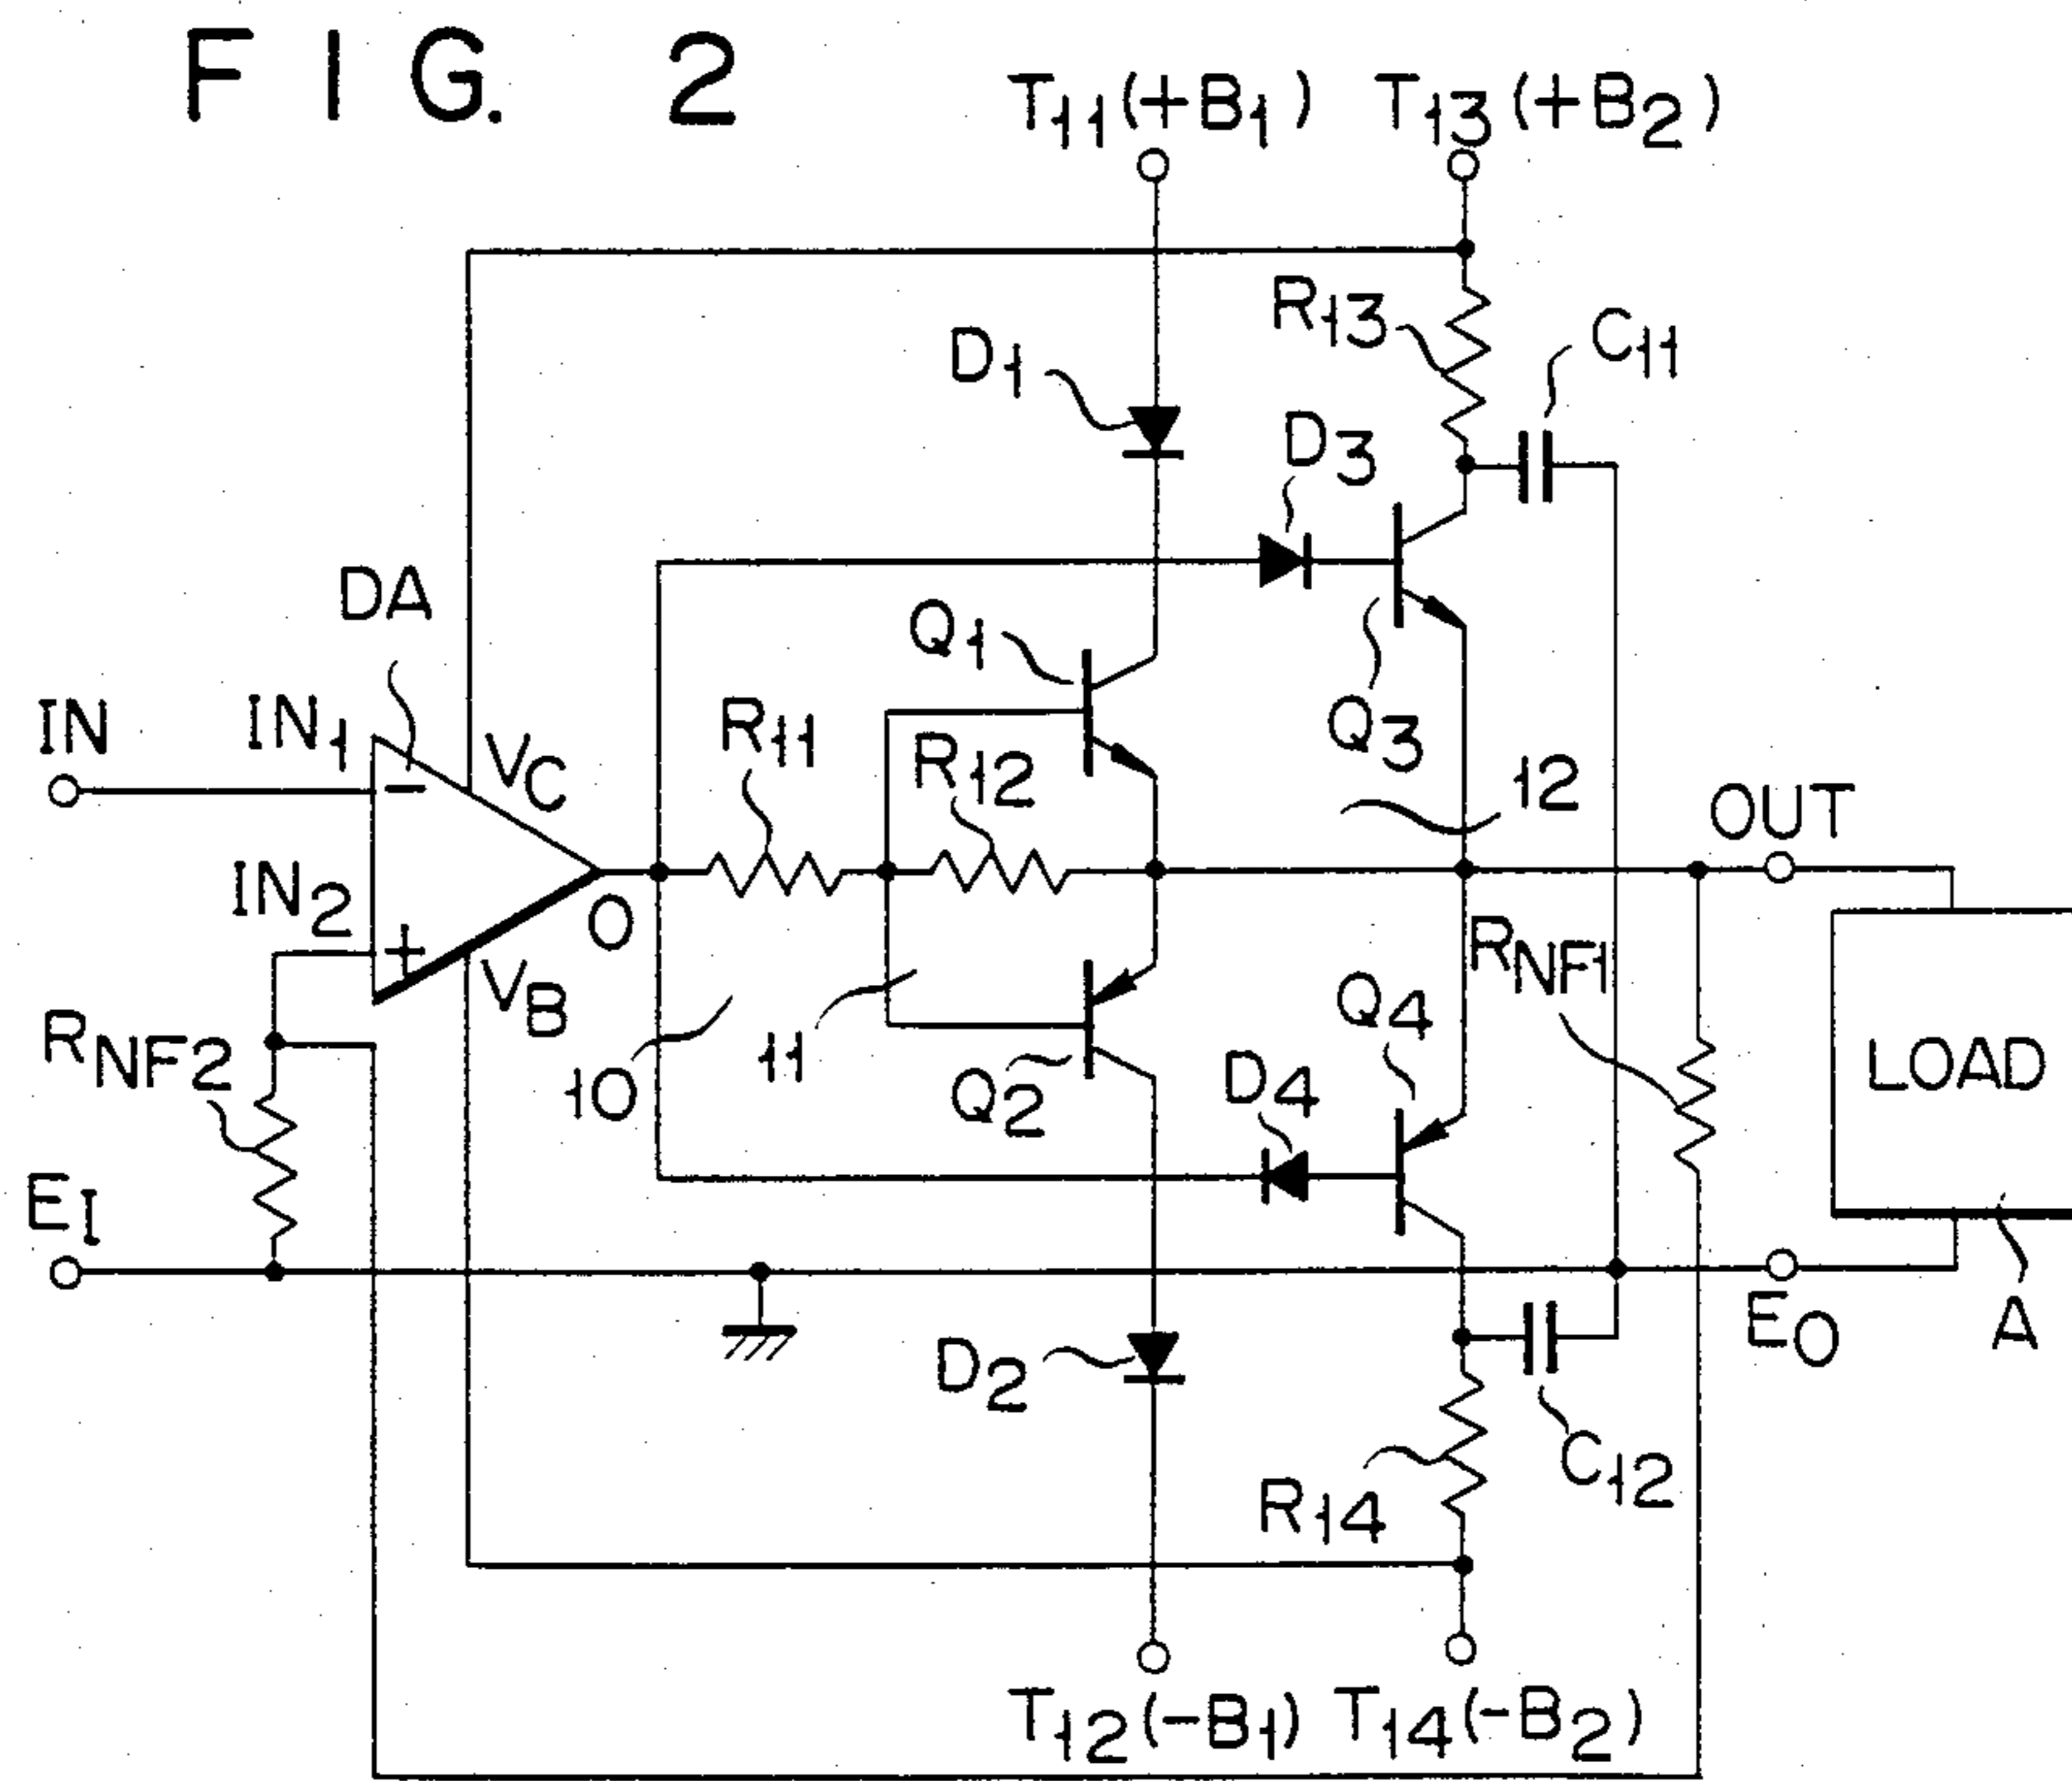 FIG. 2
T11(+B1) T13(+B2)
R13
C11
D1
D3
DA
Q1
IN
IN1
VC
R11
R12
Q3
12
OUT
IN2
O
VB
RNF1
Q4
RNF2
10
11
Q2
D4
LOAD
EI
EO
A
D2
C12
R14
T12(-B1) T14(-B2)